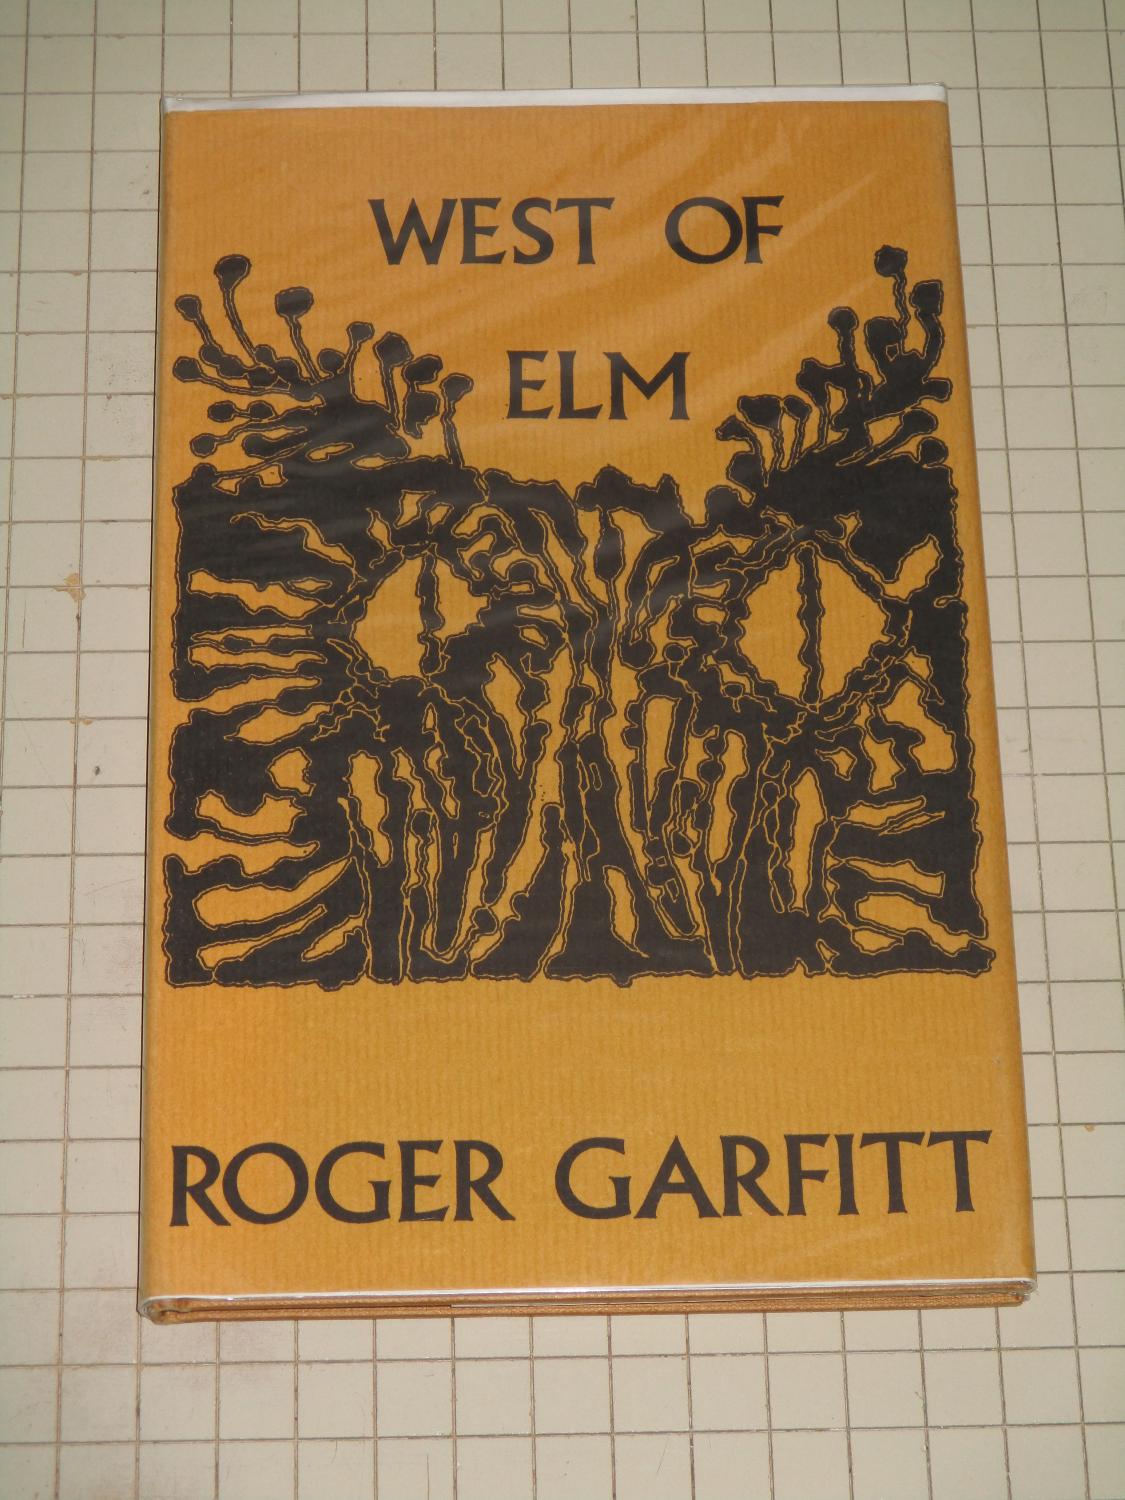 WEST OF
ELM
ROGER GARFITT